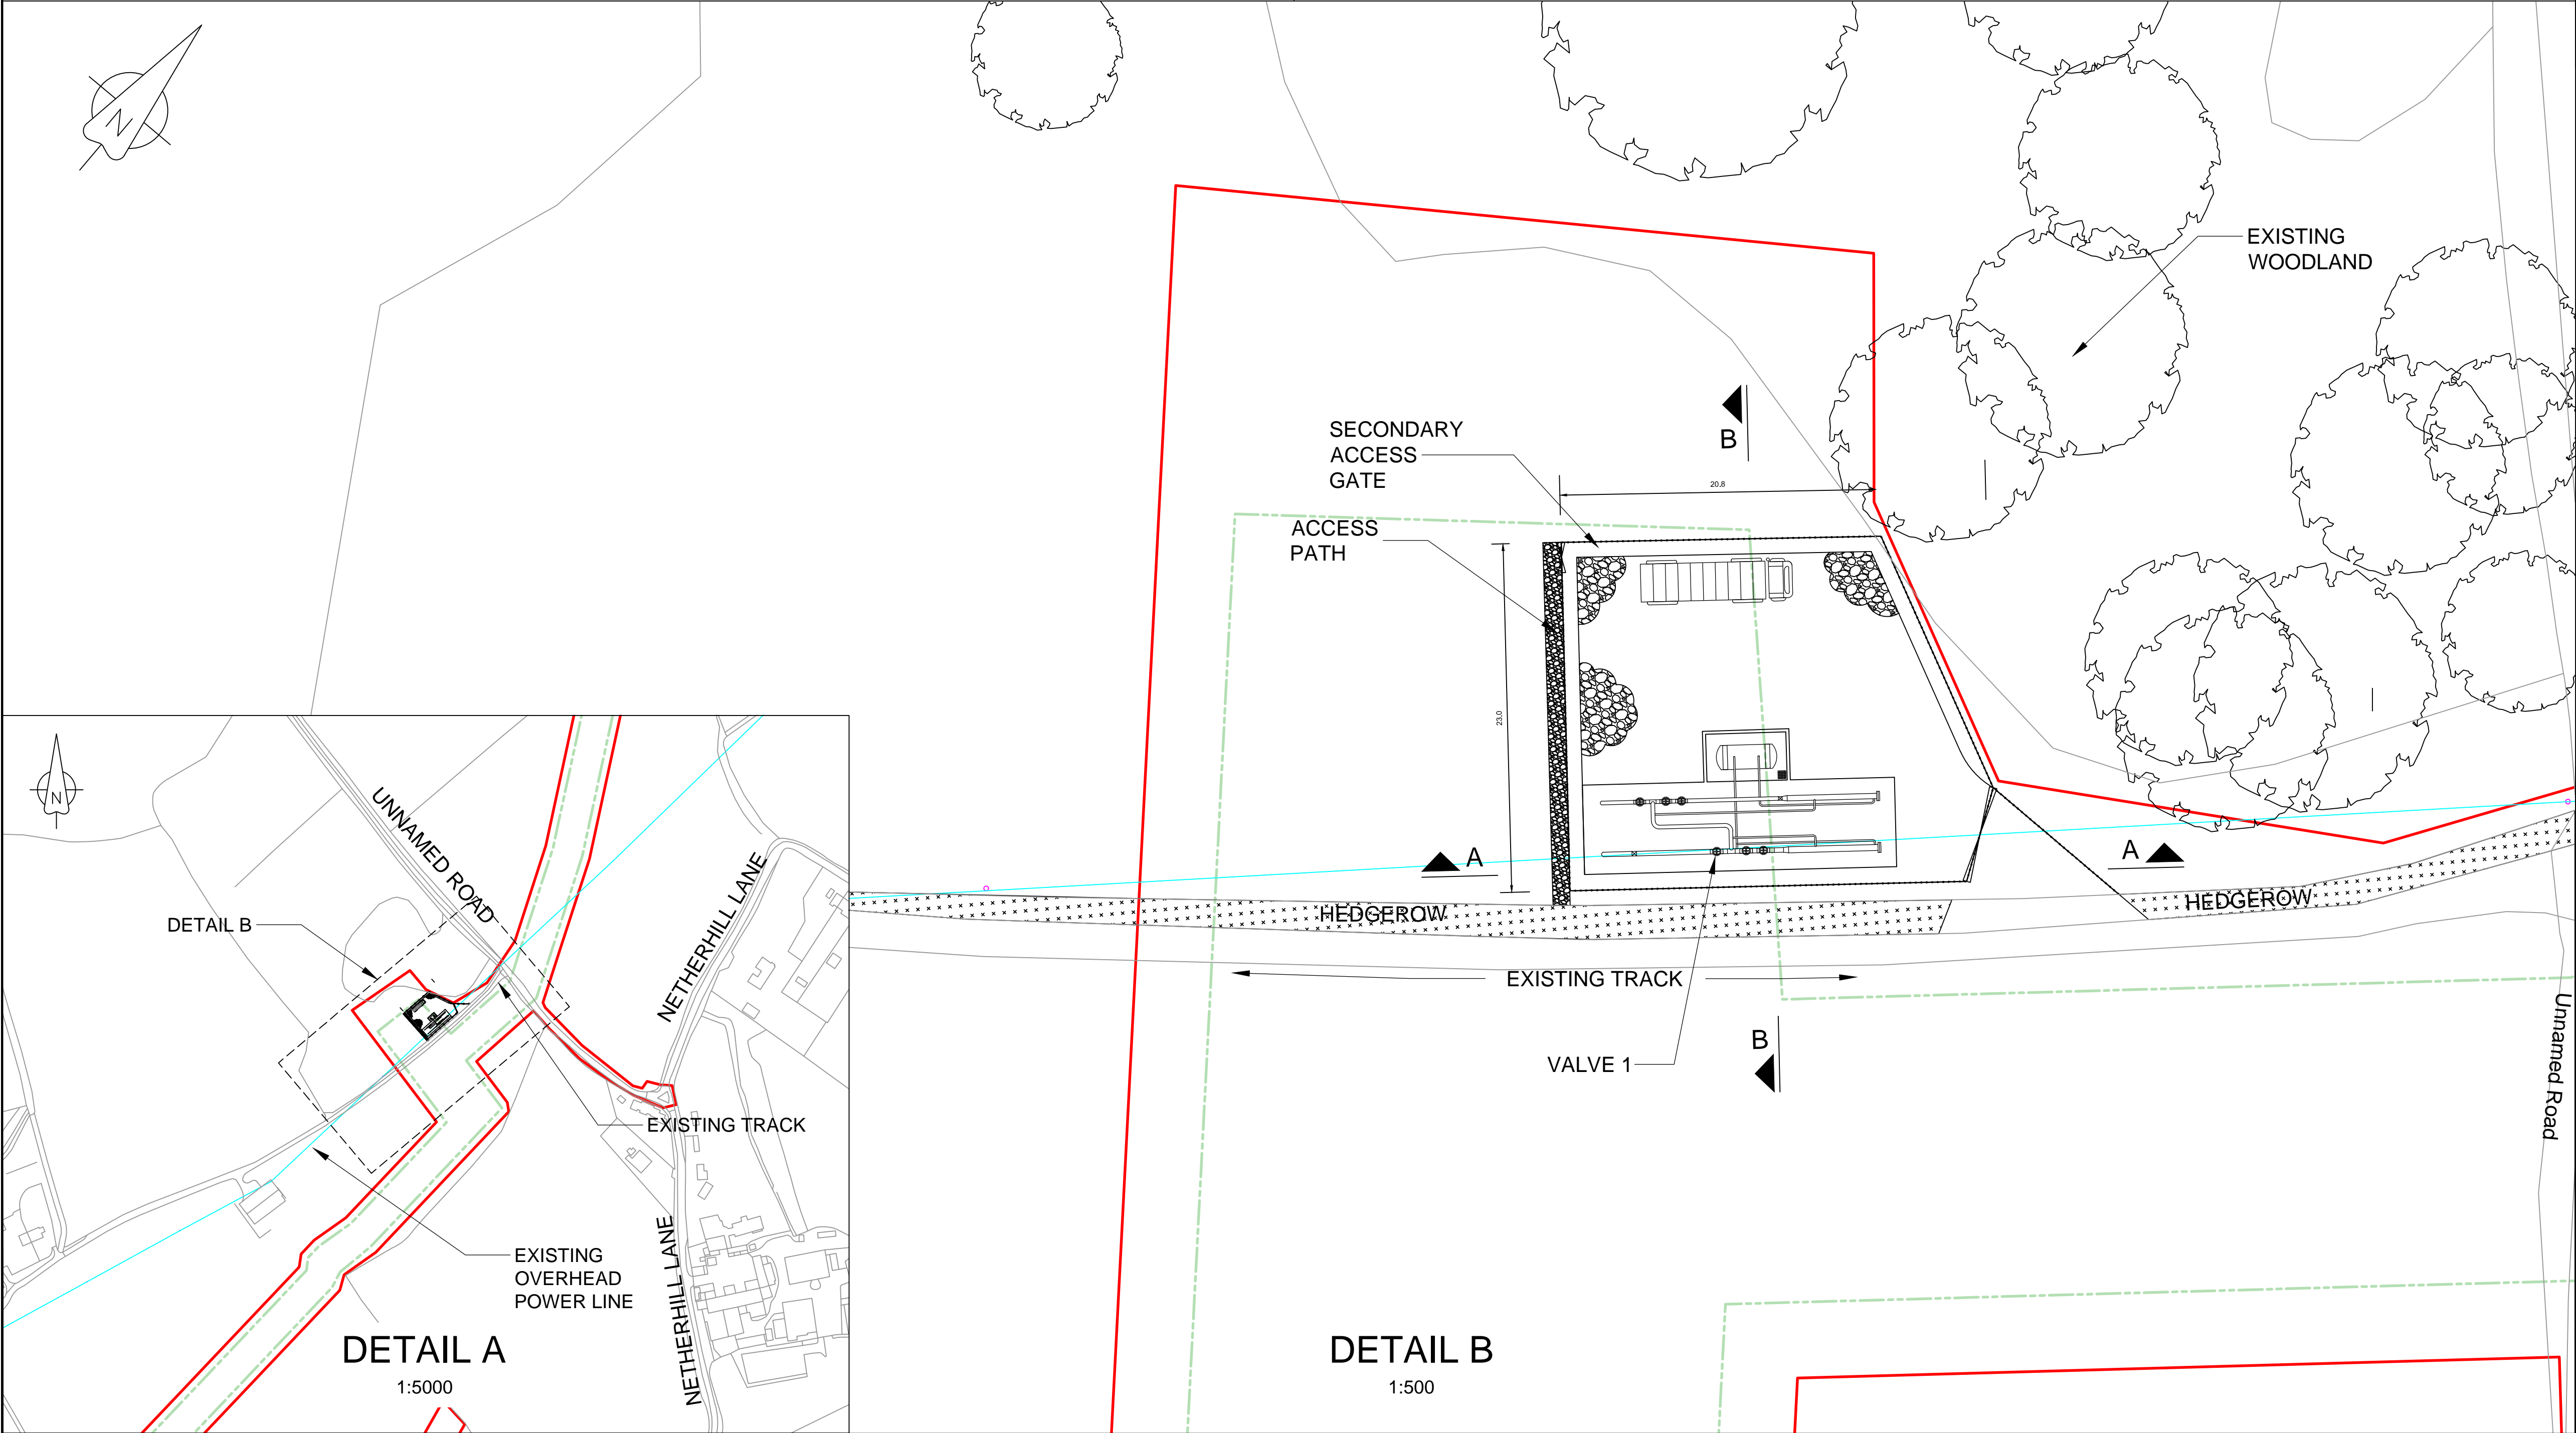 N
EXISTING
WOODLAND
SECONDARY
ACCESS
GATE
B
20.8
ACCESS
PATH
23.0
A
A
HEDGEROW
HEDGEROW
EXISTING TRACK
VALVE 1
B
Unnamed Road
DETAIL B
1:500
N
UNNAMED ROAD
NETHERHILL LANE
DETAIL B
EXISTING TRACK
EXISTING
OVERHEAD
POWER LINE
NETHERHILL LANE
DETAIL A
1:5000